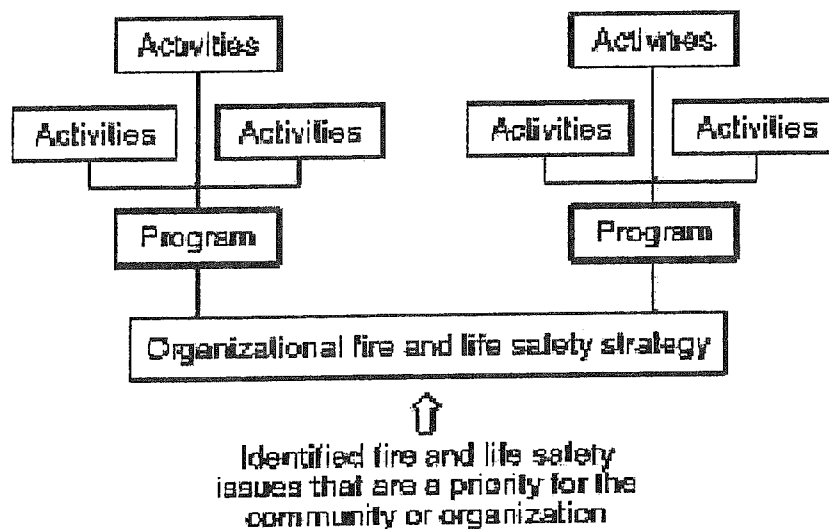 Activities
Activities
Activities
Activities
Activities
Activities
Program
Program
Organizational fire and life safety strategy
Identified fire and life safety
issues that are a priority for the
community or organization